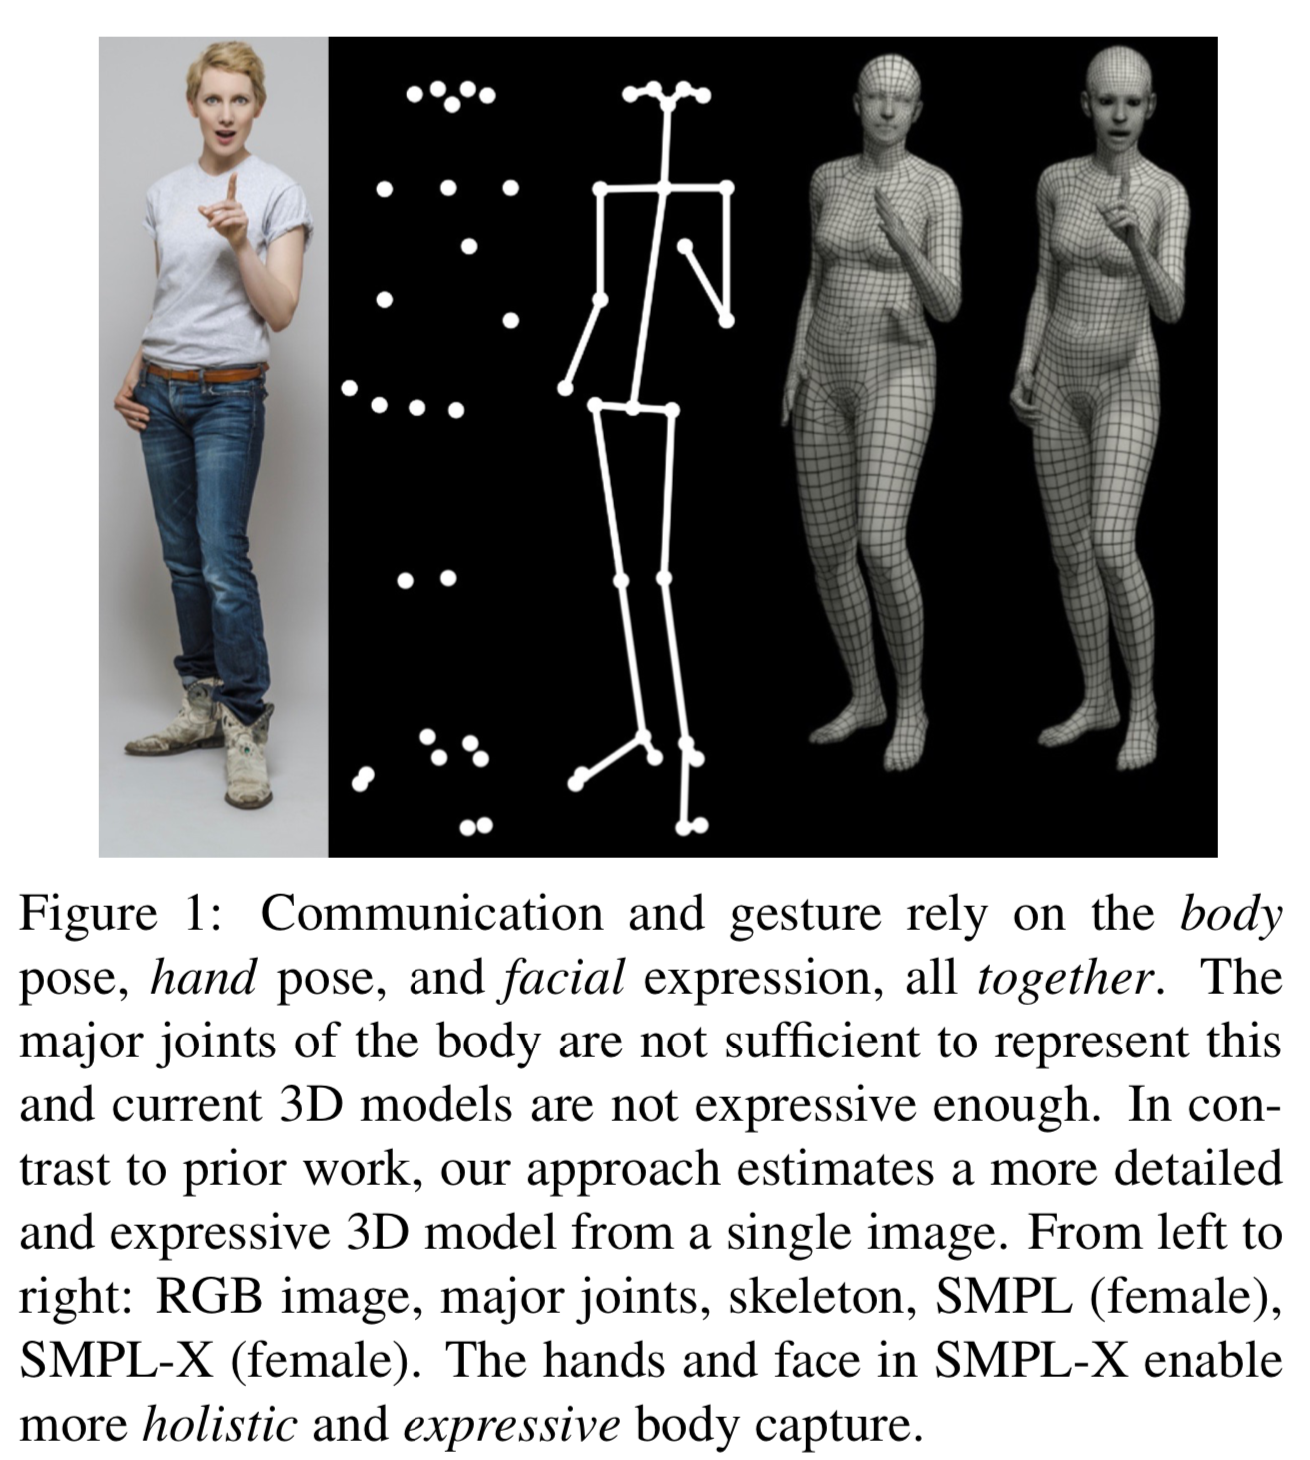 Figure 1: Communication and gesture rely on the body
pose, hand pose, and facial expression, all together. The
major joints of the body are not sufficient to represent this
and current 3D models are not expressive enough. In con-
trast to prior work, our approach estimates a more detailed
and expressive 3D model from a single image. From left to
right: RGB image, major joints, skeleton, SMPL (female),
SMPL-X (female). The hands and face in SMPL-X enable
more holistic and expressive body capture.